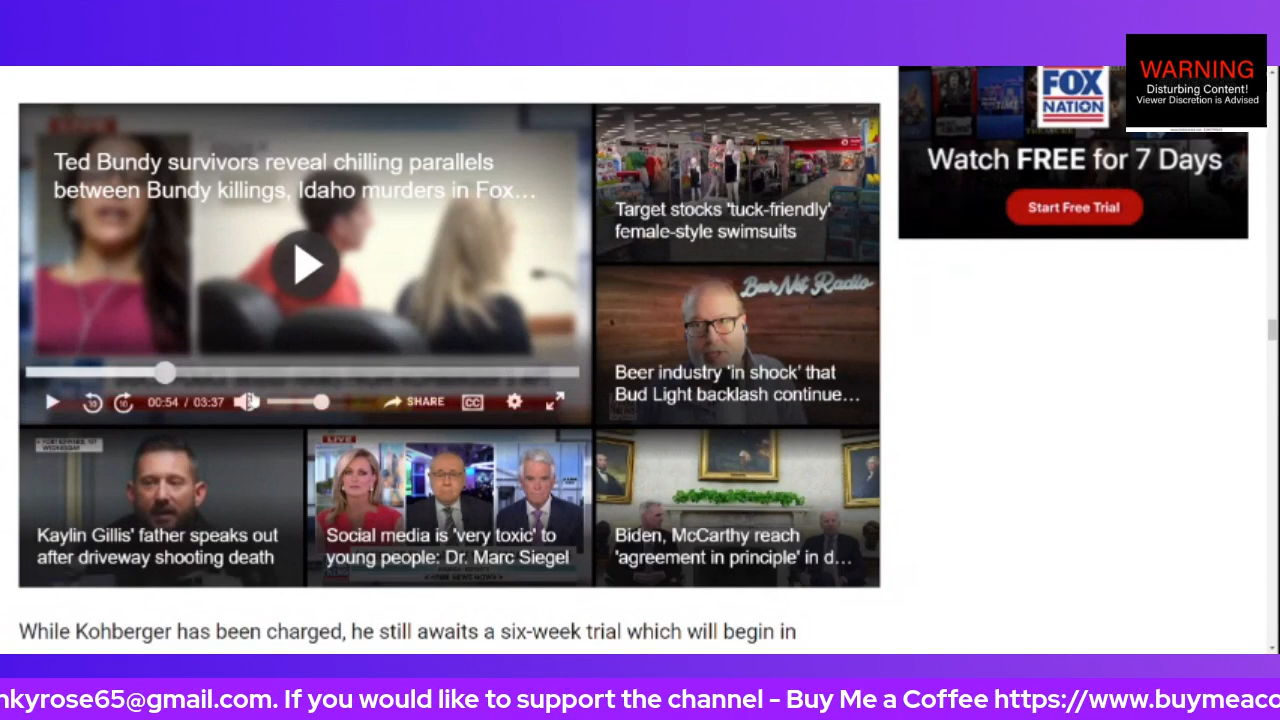 WARNING
Disturbing Content!
Viewer Discretion is Advised
FOX
NATION
Watch FREE for 7 Days
Start Free Trial
Ted Bundy survivors reveal chilling parallels
between Bundy killings, Idaho murders in Fox…
10
10
00:54 / 03:37
SHARE
CC
Target stocks 'tuck-friendly'
female-style swimsuits
Beer industry 'in shock' that
Bud Light backlash continue…
Kaylin Gillis' father speaks out
after driveway shooting death
LIVE
Social media is 'very toxic' to
young people: Dr. Marc Siegel
Biden, McCarthy reach
'agreement in principle' in d…
While Kohberger has been charged, he still awaits a six-week trial which will begin in
nkyrose65@gmail.com. If you would like to support the channel - Buy Me a Coffee https://www.buymeaco